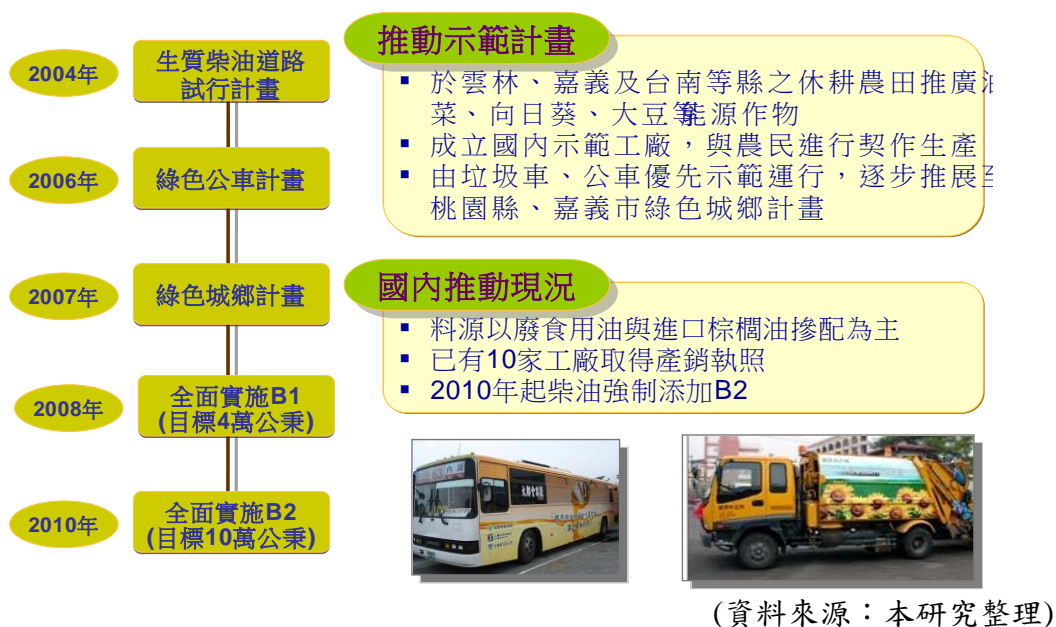 2004年
生質柴油道路
試行計畫
2006年
綠色公車計畫
2007年
綠色城鄉計畫
2008年
全面實施B1
(目標4萬公秉)
2010年
全面實施B2
(目標10萬公秉)
推動示範計畫
▪ 於雲林、嘉義及台南等縣之休耕農田推廣油
菜、向日葵、大豆等能源作物
▪ 成立國內示範工廠，與農民進行契作生產
▪ 由垃圾車、公車優先示範運行，逐步推展至
桃園縣、嘉義市綠色城鄉計畫
國內推動現況
▪ 料源以廢食用油與進口棕櫚油摻配為主
▪ 已有10家工廠取得產銷執照
▪ 2010年起柴油強制添加B2
(資料來源：本研究整理)